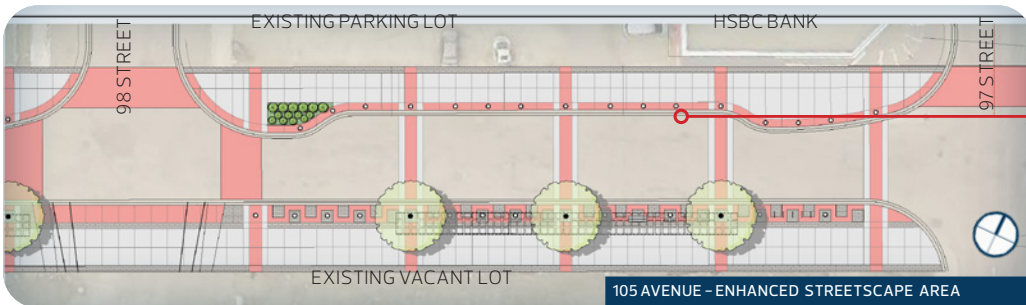 EXISTING PARKING LOT
HSBC BANK
98 STREET
97 STREET
EXISTING VACANT LOT
105 AVENUE – ENHANCED STREETSCAPE AREA